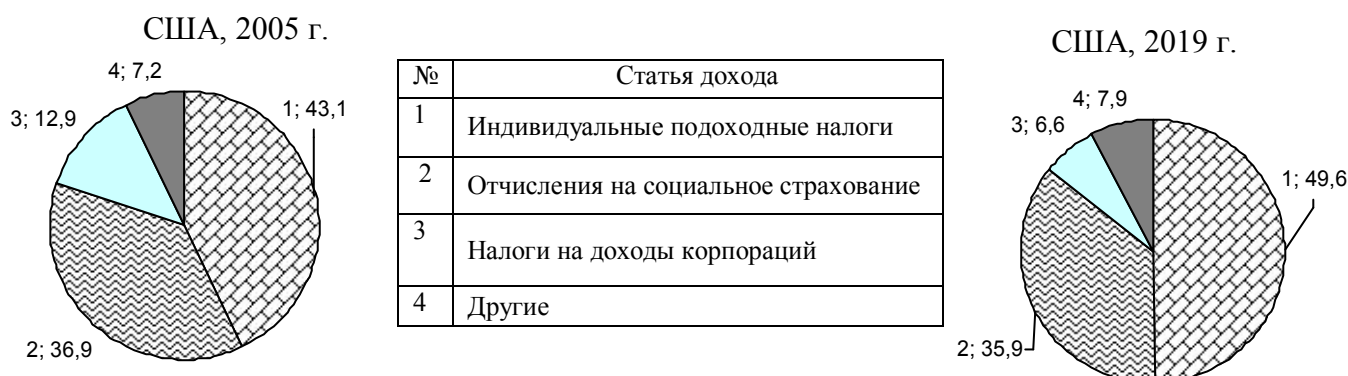 США, 2005 г.
4; 7,2
3; 12,9
1; 43,1
2; 36,9
№ Статья дохода
1 Индивидуальные подоходные налоги
2 Отчисления на социальное страхование
3 Налоги на доходы корпораций
4 Другие
США, 2019 г.
4; 7,9
3; 6,6
1; 49,6
2; 35,9